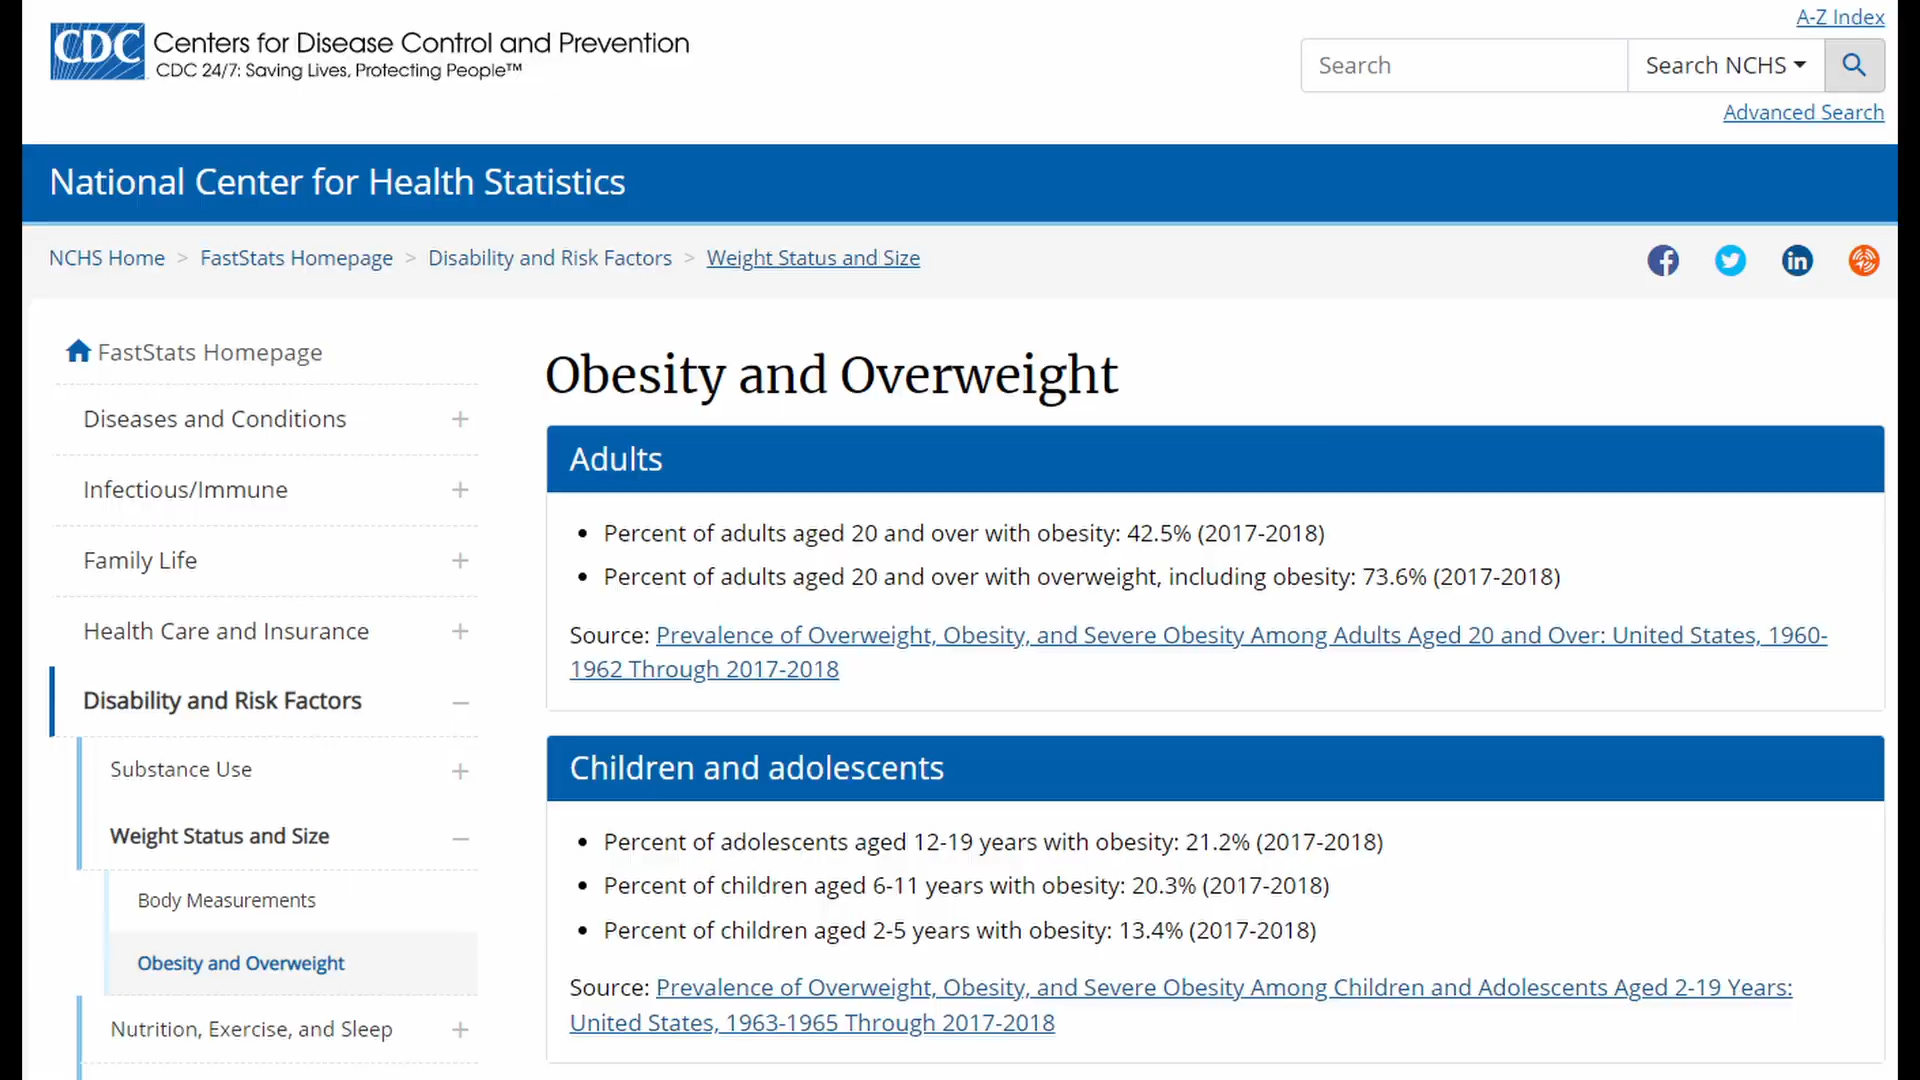 A-Z Index
CDC Centers for Disease Control and Prevention
CDC 24/7: Saving Lives, Protecting People™
Search
Search NCHS
Advanced Search
National Center for Health Statistics
NCHS Home > FastStats Homepage > Disability and Risk Factors > Weight Status and Size
FastStats Homepage
Diseases and Conditions +
Infectious/Immune +
Family Life +
Health Care and Insurance +
Disability and Risk Factors –
Substance Use +
Weight Status and Size –
Body Measurements
Obesity and Overweight
Nutrition, Exercise, and Sleep +
Obesity and Overweight
Adults
• Percent of adults aged 20 and over with obesity: 42.5% (2017-2018)
• Percent of adults aged 20 and over with overweight, including obesity: 73.6% (2017-2018)
Source: Prevalence of Overweight, Obesity, and Severe Obesity Among Adults Aged 20 and Over: United States, 1960-
1962 Through 2017-2018
Children and adolescents
• Percent of adolescents aged 12-19 years with obesity: 21.2% (2017-2018)
• Percent of children aged 6-11 years with obesity: 20.3% (2017-2018)
• Percent of children aged 2-5 years with obesity: 13.4% (2017-2018)
Source: Prevalence of Overweight, Obesity, and Severe Obesity Among Children and Adolescents Aged 2-19 Years:
United States, 1963-1965 Through 2017-2018